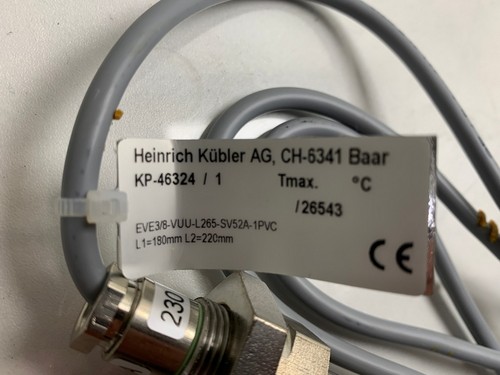 Heinrich Kübler AG, CH-6341 Baar
KP-46324 / 1 Tmax. °C
/26543
EVE3/8-VUU-L265-SV52A-1PVC
L1=180mm L2=220mm
CE
230